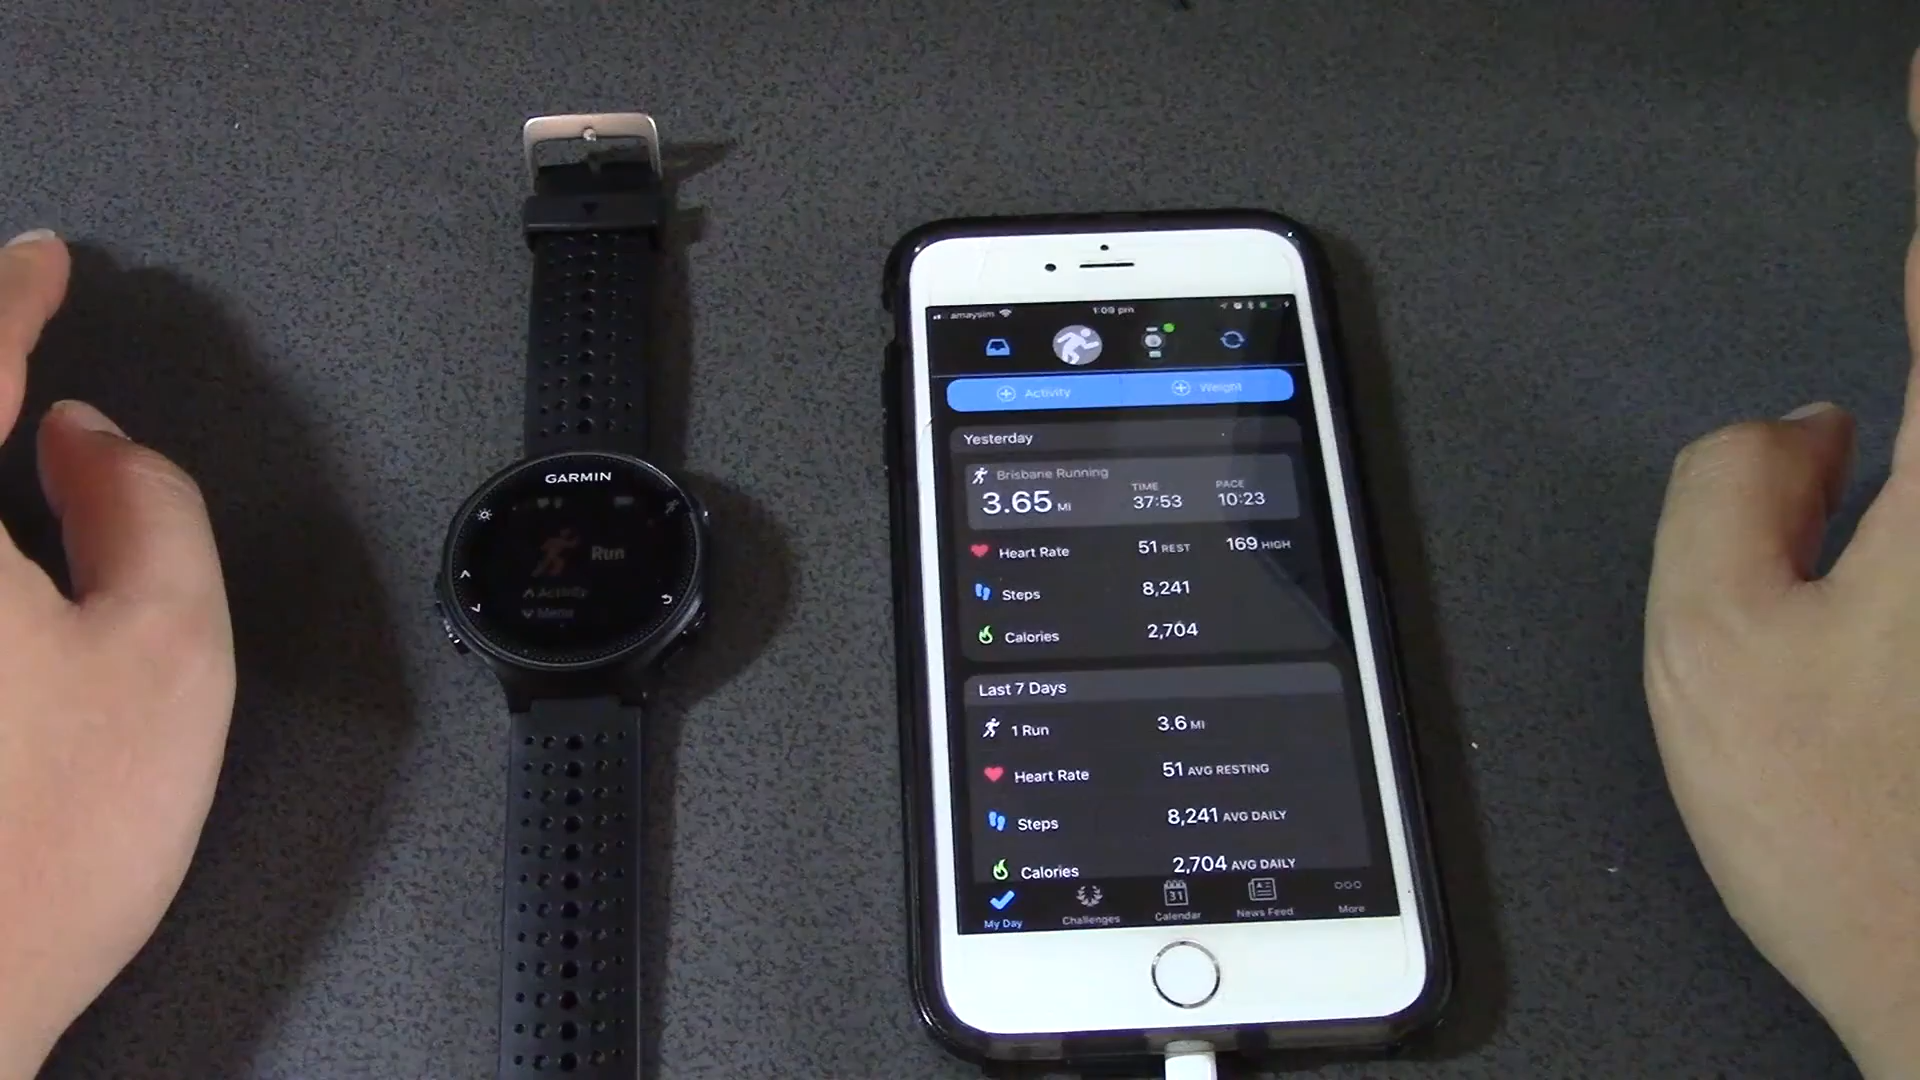 GARMIN
Run
Activity
Menu
amaysim
1:09 pm
Activity
Weight
Yesterday
Brisbane Running
3.65 MI
TIME
37:53
PACE
10:23
Heart Rate
51 REST
169 HIGH
Steps
8,241
Calories
2,704
Last 7 Days
1 Run
3.6 MI
Heart Rate
51 AVG RESTING
Steps
8,241 AVG DAILY
Calories
2,704 AVG DAILY
31
My Day
Challenges
Calendar
News Feed
More